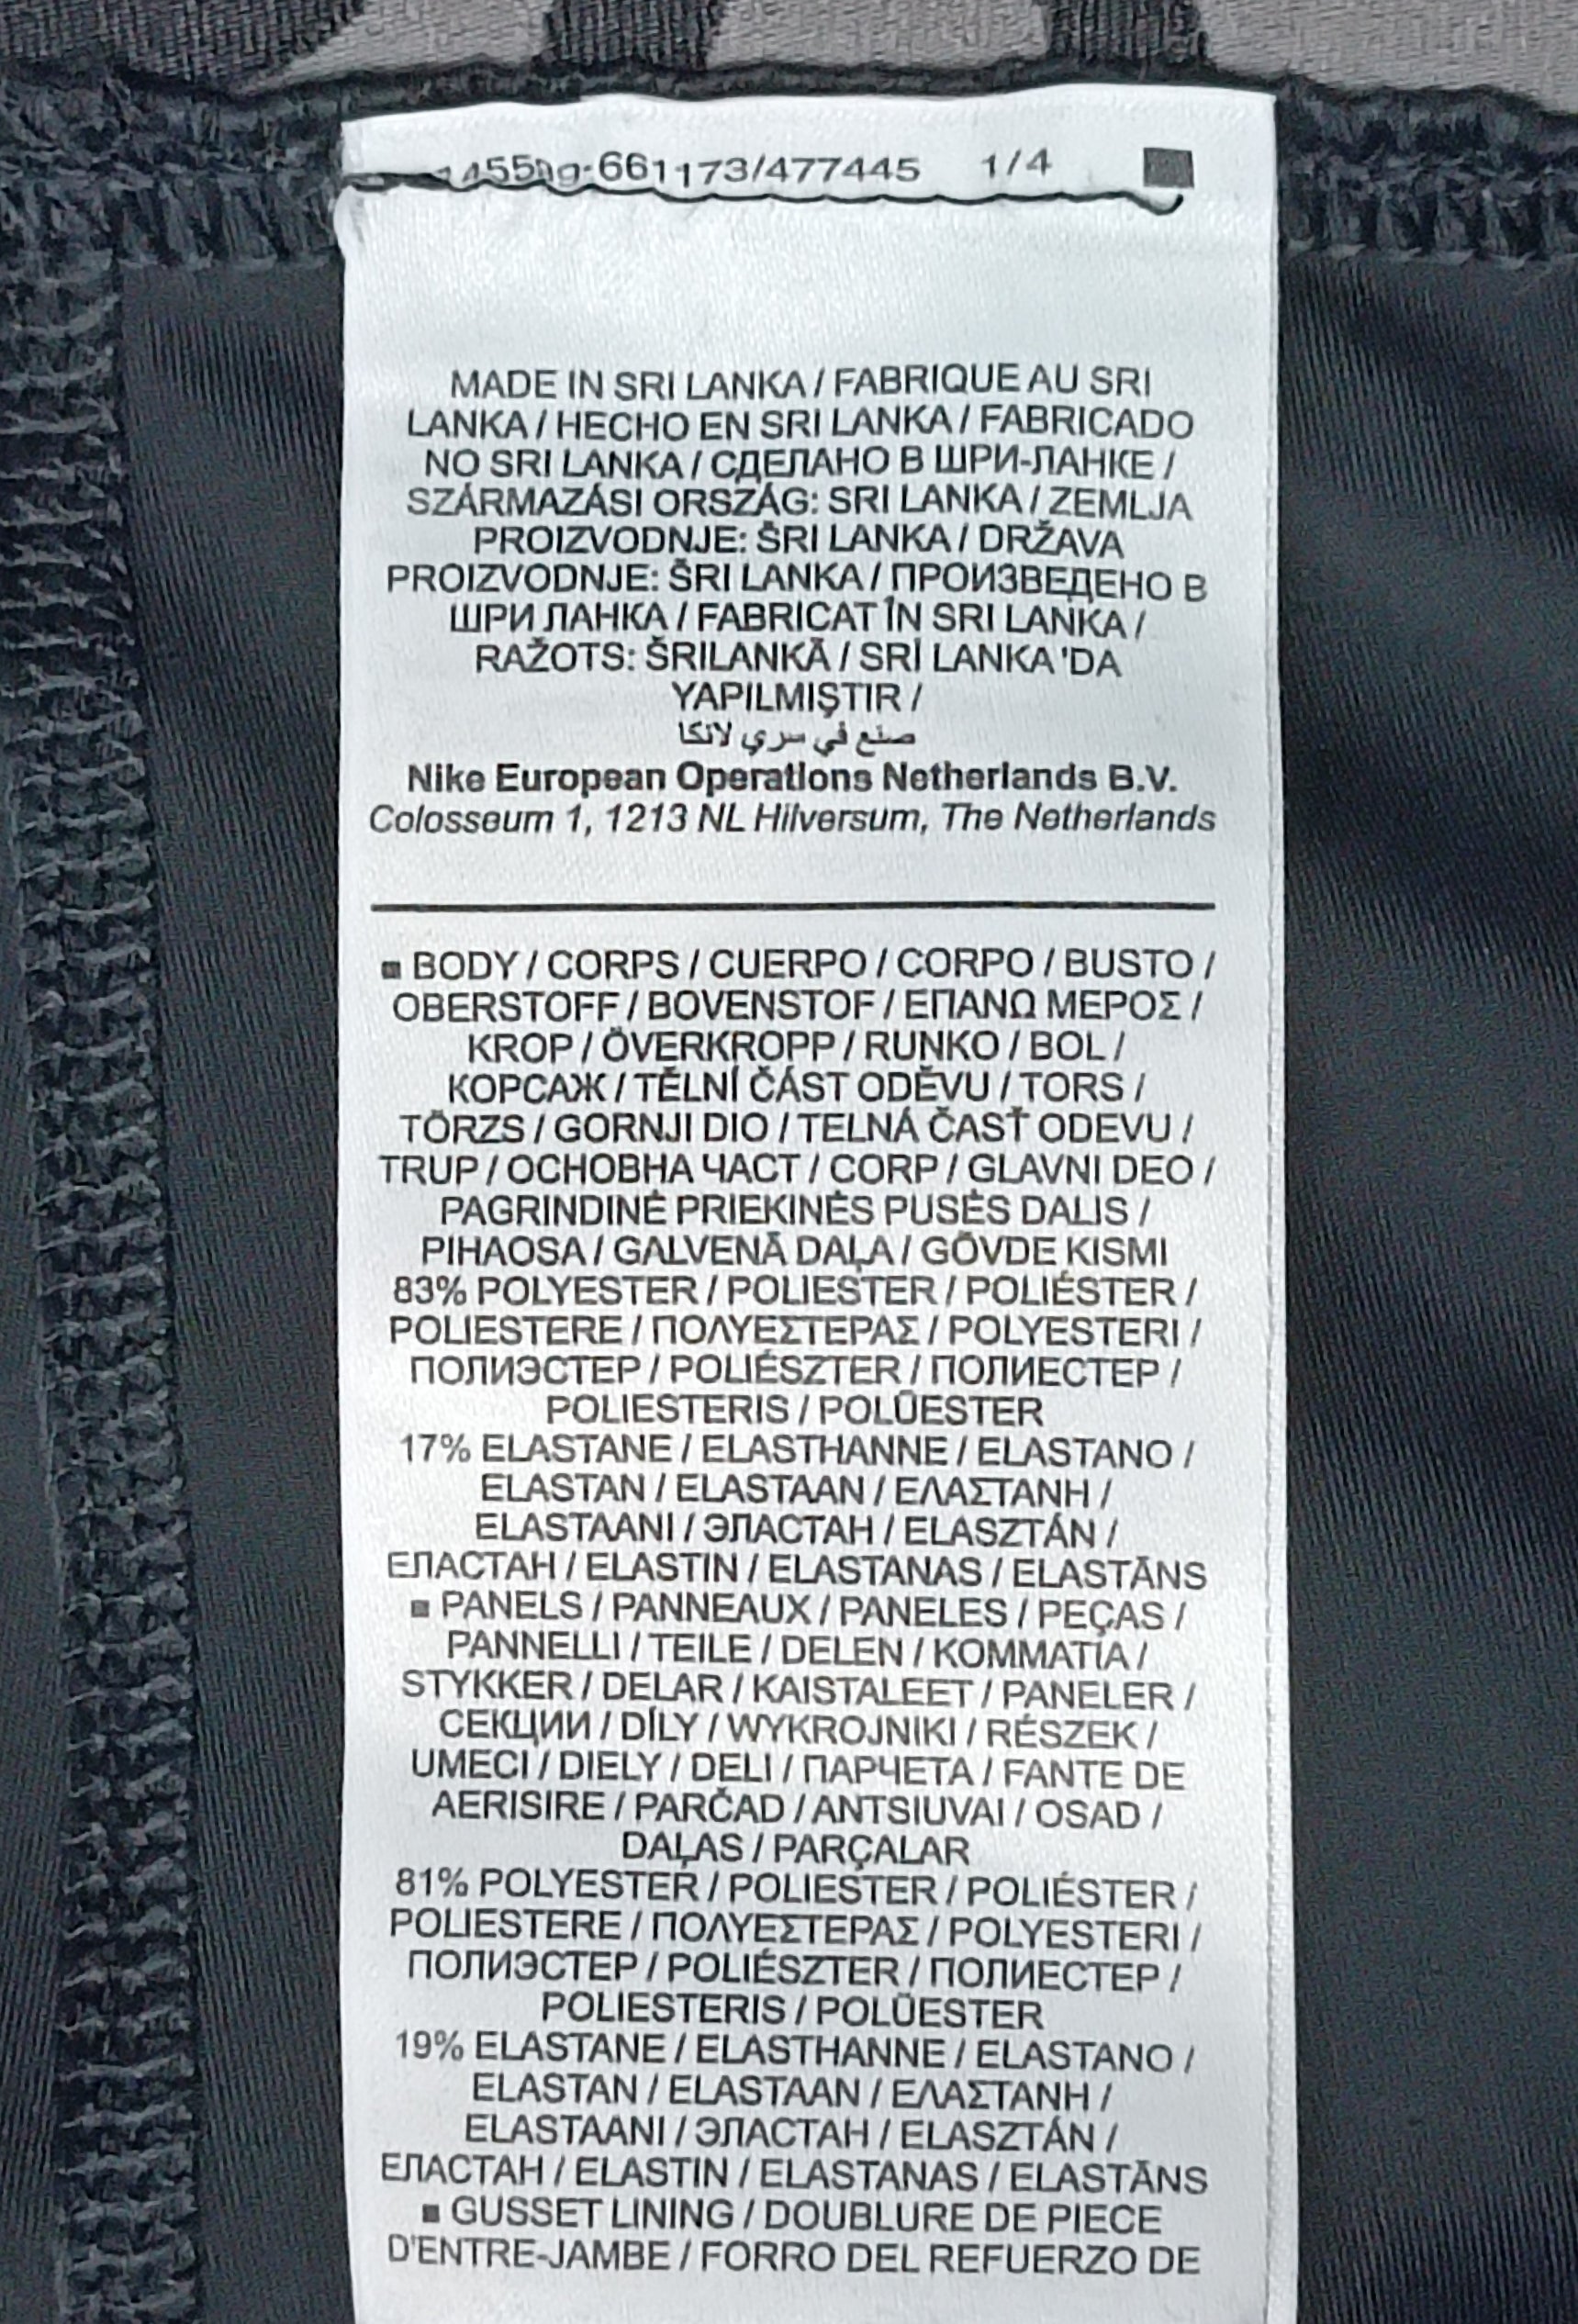 661173/477445 1/4
MADE IN SRI LANKA / FABRIQUE AU SRI
LANKA / HECHO EN SRI LANKA / FABRICADO
NO SRI LANKA / СДЕЛАНО В ШРИ-ЛАНКЕ /
SZÁRMAZÁSI ORSZÁG: SRI LANKA / ZEMLJA
PROIZVODNJE: ŠRI LANKA / DRŽAVA
PROIZVODNJE: ŠRI LANKA / ПРОИЗВЕДЕНО В
ШРИ ЛАНКА / FABRICAT ÎN SRI LANKA /
RAŽOTS: ŠRILANKĀ / SRİ LANKA 'DA
YAPILMIŞTIR /
صنع في سري لانكا
Nike European Operations Netherlands B.V.
Colosseum 1, 1213 NL Hilversum, The Netherlands
■ BODY / CORPS / CUERPO / CORPO / BUSTO /
OBERSTOFF / BOVENSTOF / ΕΠΑΝΩ ΜΕΡΟΣ /
KROP / ÖVERKROPP / RUNKO / BOL /
КОРСАЖ / TĚLNÍ ČÁST ODĚVU / TORS /
TÖRZS / GORNJI DIO / TELNÁ ČASŤ ODEVU /
TRUP / ОСНОВНА ЧАСТ / CORP / GLAVNI DEO /
PAGRINDINĖ PRIEKINĖS PUSĖS DALIS /
PIHAOSA / GALVENĀ DAĻA / GÖVDE KISMI
83% POLYESTER / POLIESTER / POLIÉSTER /
POLIESTERE / ΠΟΛΥΕΣΤΕΡΑΣ / POLYESTERI /
ПОЛИЭСТЕР / POLIÉSZTER / ПОЛИЕСТЕР /
POLIESTERIS / POLÜESTER
17% ELASTANE / ELASTHANNE / ELASTANO /
ELASTAN / ELASTAAN / ΕΛΑΣΤΑΝΗ /
ELASTAANI / ЭЛАСТАН / ELASZTÁN /
ЕЛАСТАН / ELASTIN / ELASTANAS / ELASTĀNS
■ PANELS / PANNEAUX / PANELES / PEÇAS /
PANNELLI / TEILE / DELEN / ΚΟΜΜΑΤΙΑ /
STYKKER / DELAR / KAISTALEET / PANELER /
СЕКЦИИ / DÍLY / WYKROJNIKI / RÉSZEK /
UMECI / DIELY / DELI / ПАРЧЕТА / FANTE DE
AERISIRE / PARČAD / ANTSIUVAI / OSAD /
DAĻAS / PARÇALAR
81% POLYESTER / POLIESTER / POLIÉSTER /
POLIESTERE / ΠΟΛΥΕΣΤΕΡΑΣ / POLYESTERI /
ПОЛИЭСТЕР / POLIÉSZTER / ПОЛИЕСТЕР /
POLIESTERIS / POLÜESTER
19% ELASTANE / ELASTHANNE / ELASTANO /
ELASTAN / ELASTAAN / ΕΛΑΣΤΑΝΗ /
ELASTAANI / ЭЛАСТАН / ELASZTÁN /
ЕЛАСТАН / ELASTIN / ELASTANAS / ELASTĀNS
■ GUSSET LINING / DOUBLURE DE PIECE
D'ENTRE-JAMBE / FORRO DEL REFUERZO DE